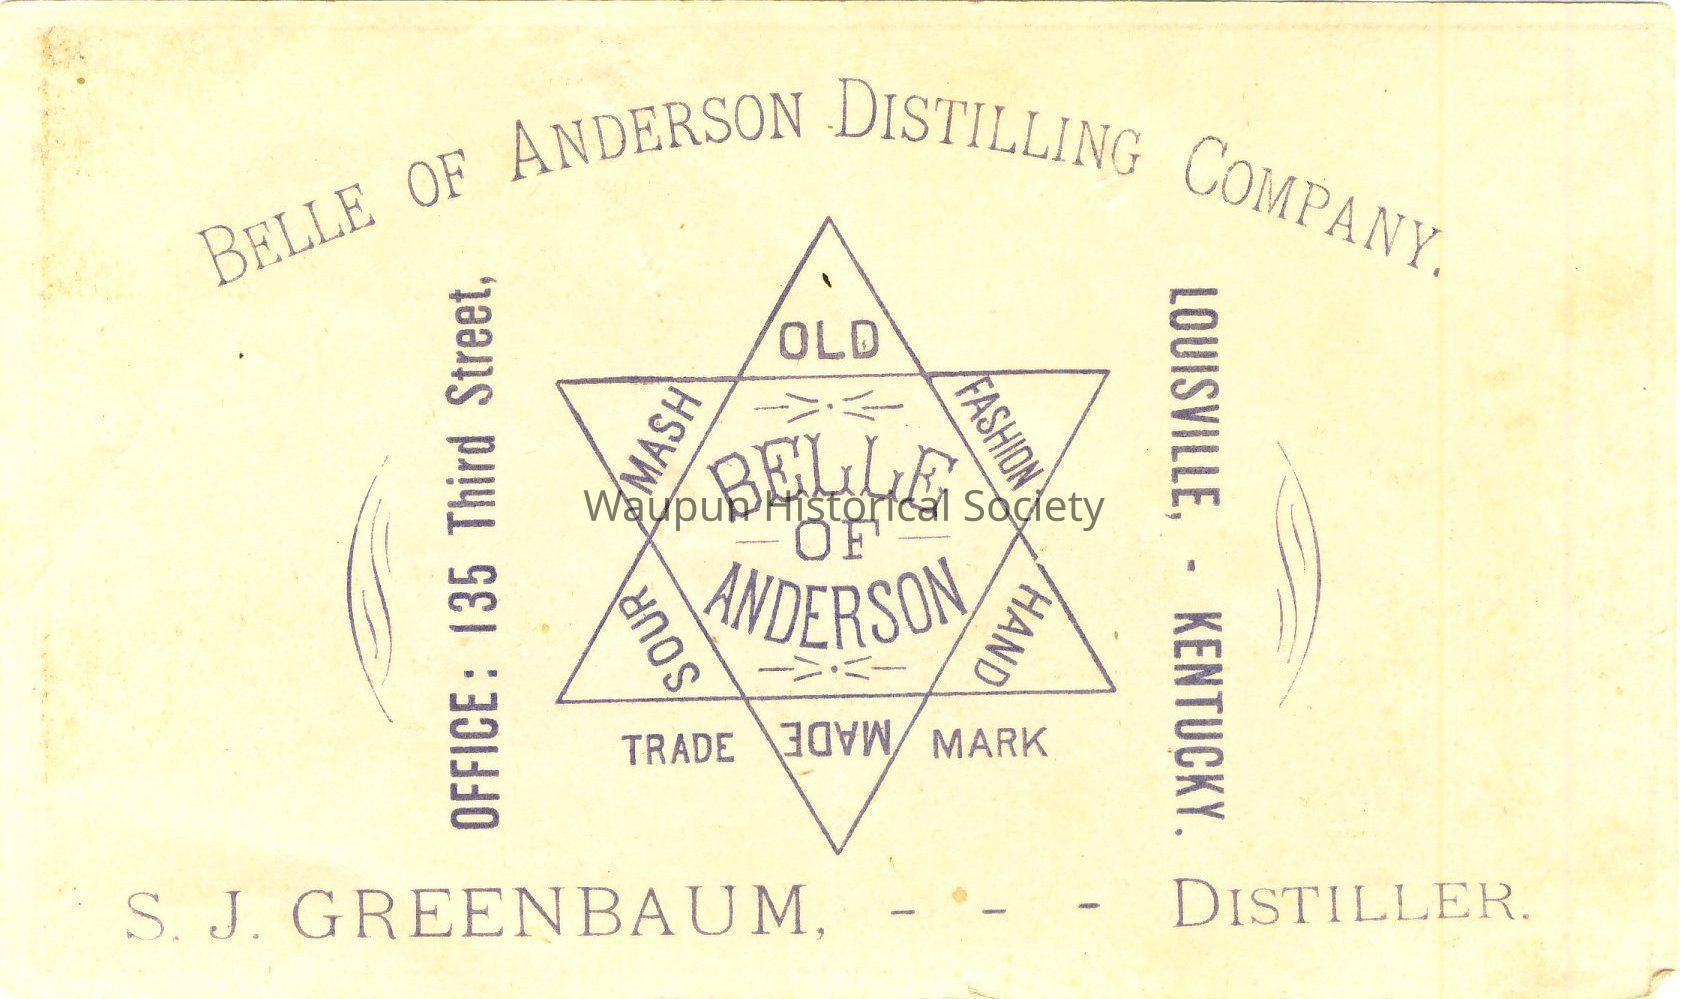 BELLE OF ANDERSON DISTILLING COMPANY.
OFFICE: 135 Third Street,
LOUISVILLE, - KENTUCKY.
OLD
FASHION
HAND
MADE
SOUR
MASH
BELLE
OF
ANDERSON
TRADE MARK
S. J. GREENBAUM, - - - DISTILLER.
Waupun Historical Society